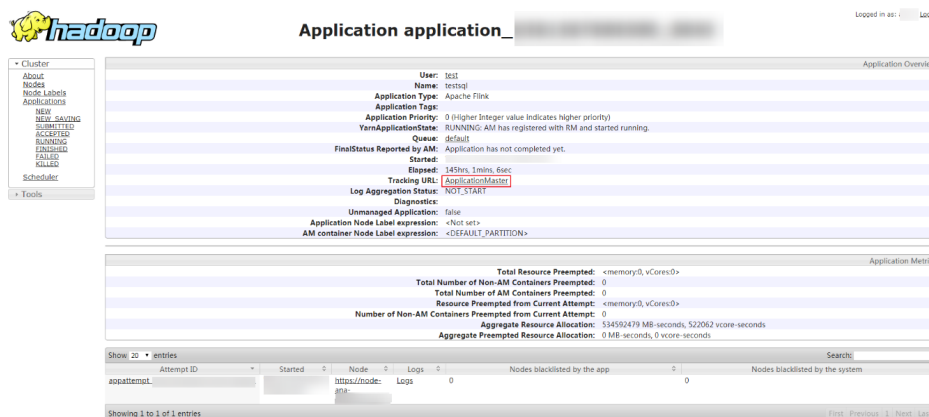 Logged in as:
hadoop
Application application_
Cluster
About
Nodes
Node Labels
Applications
NEW
NEW_SAVING
SUBMITTED
ACCEPTED
RUNNING
FINISHED
FAILED
KILLED
Scheduler
Tools
Application Overvie
User: test
Name: testsql
Application Type: Apache Flink
Application Tags:
Application Priority: 0 (Higher Integer value indicates higher priority)
YarnApplicationState: RUNNING: AM has registered with RM and started running.
Queue: default
FinalStatus Reported by AM: Application has not completed yet.
Started:
Elapsed: 145hrs, 1mins, 6sec
Tracking URL: ApplicationMaster
Log Aggregation Status: NOT_START
Diagnostics:
Unmanaged Application: false
Application Node Label expression: <Not set>
AM container Node Label expression: <DEFAULT_PARTITION>
Application Metri
Total Resource Preempted: <memory:0, vCores:0>
Total Number of Non-AM Containers Preempted: 0
Total Number of AM Containers Preempted: 0
Resource Preempted from Current Attempt: <memory:0, vCores:0>
Number of Non-AM Containers Preempted from Current Attempt: 0
Aggregate Resource Allocation: 534592479 MB-seconds, 522062 vcore-seconds
Aggregate Preempted Resource Allocation: 0 MB-seconds, 0 vcore-seconds
Show 20 entries Search:
Attempt ID Started Node Logs Nodes blacklisted by the app Nodes blacklisted by the system
appattempt_ https://node- Logs 0 0
ana-
Showing 1 to 1 of 1 entries First Previous 1 Next Las